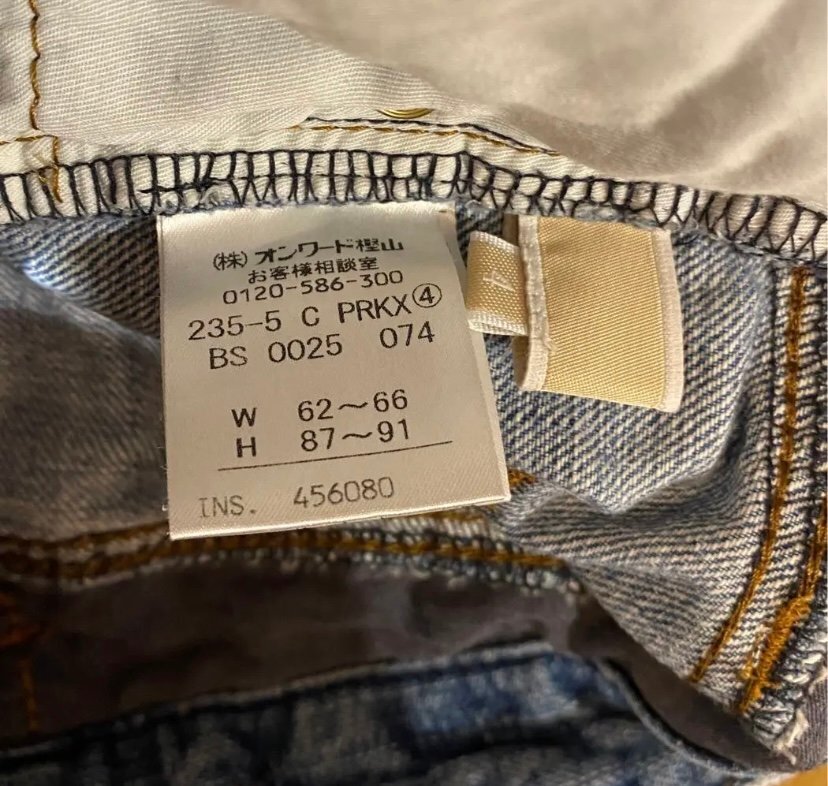 (株)オンワード樫山
お客様相談室
0120-586-300
235-5 C PRKX④
BS 0025 074
W 62～66
H 87～91
INS. 456080
4